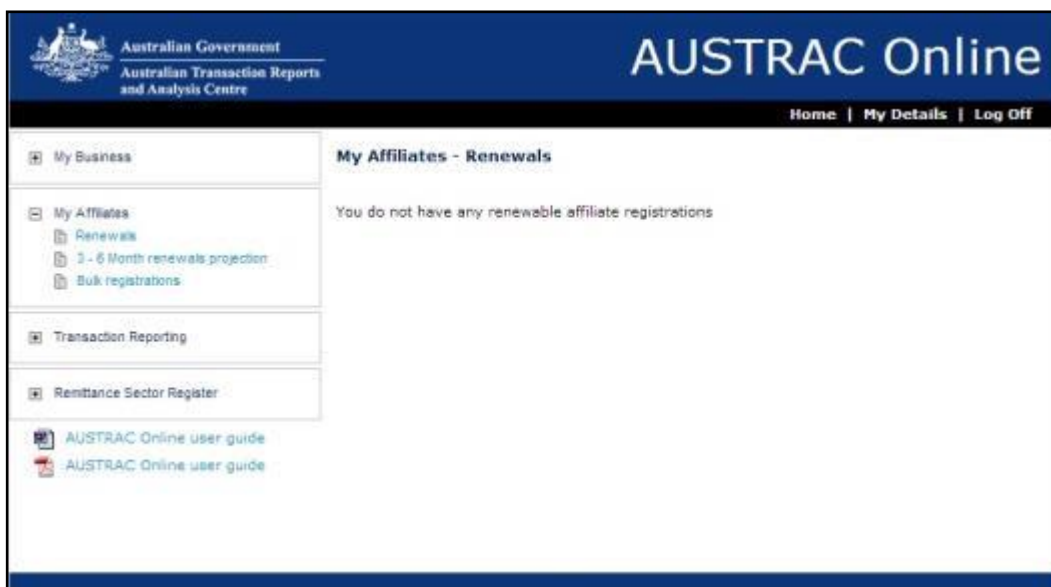 Australian Government
Australian Transaction Reports
and Analysis Centre
AUSTRAC Online
Home | My Details | Log Off
My Business
My Affiliates
Renewals
3 - 6 Month renewals projection
Bulk registrations
Transaction Reporting
Remittance Sector Register
AUSTRAC Online user guide
AUSTRAC Online user guide
My Affiliates - Renewals
You do not have any renewable affiliate registrations